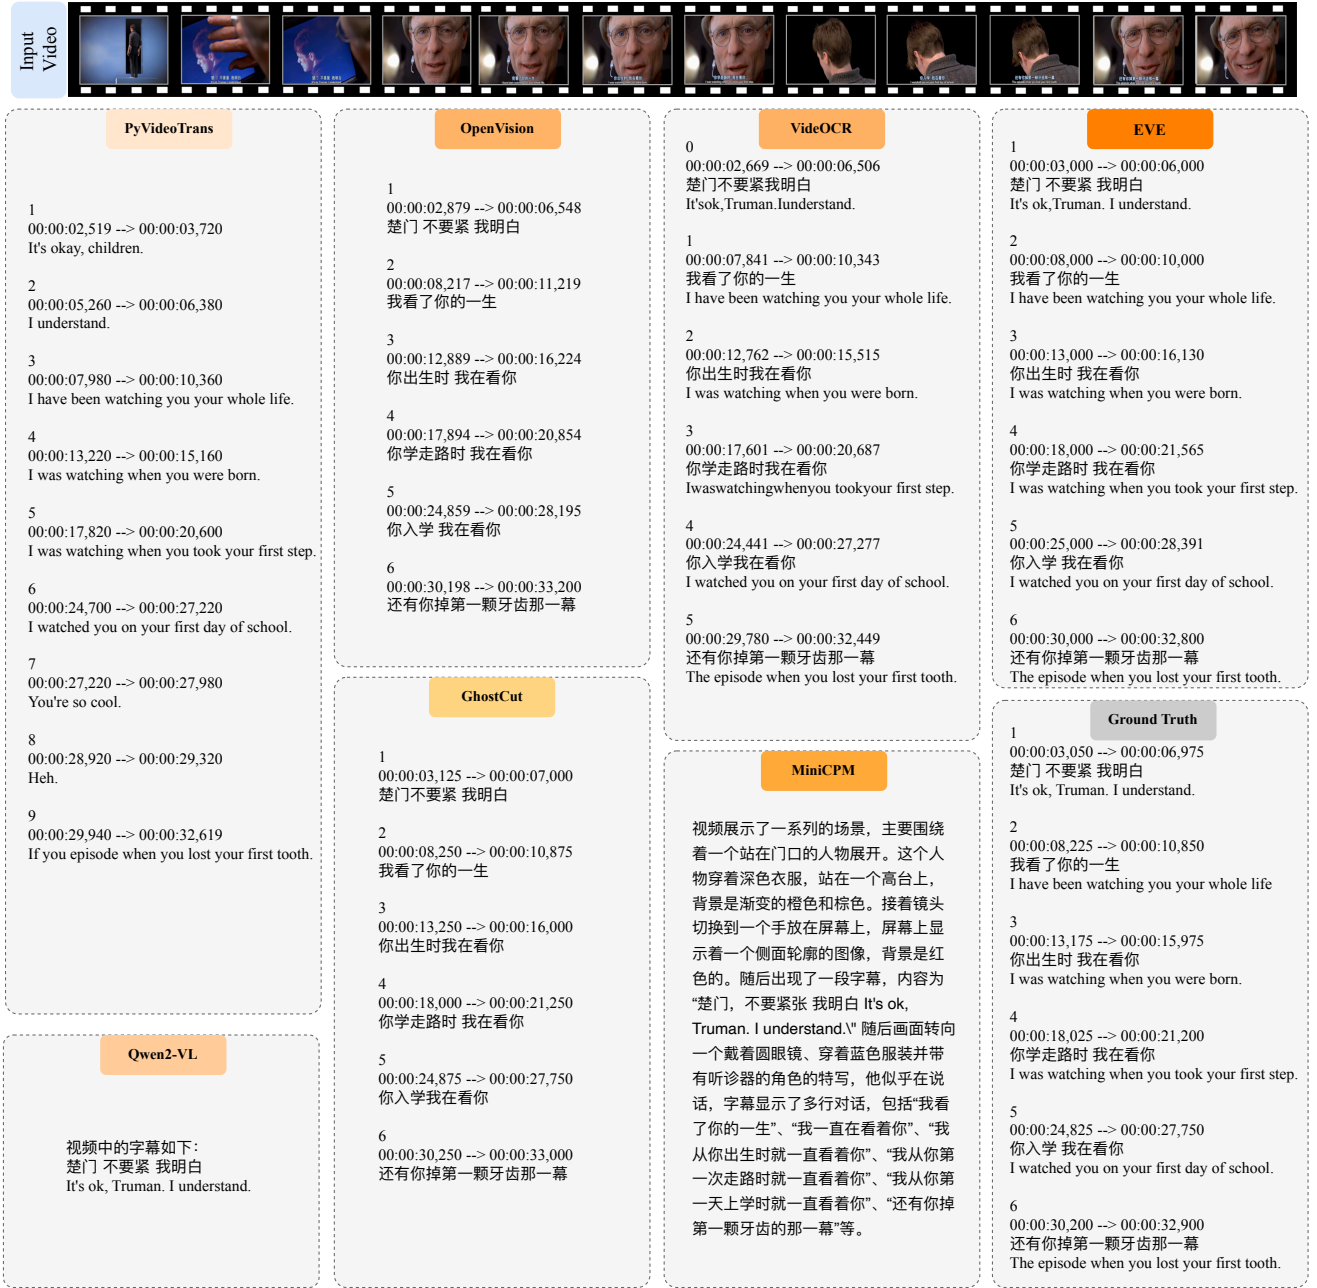 Input
Video
PyVideoTrans
1
00:00:02,519 --> 00:00:03,720
It's okay, children.
2
00:00:05,260 --> 00:00:06,380
I understand.
3
00:00:07,980 --> 00:00:10,360
I have been watching you your whole life.
4
00:00:13,220 --> 00:00:15,160
I was watching when you were born.
5
00:00:17,820 --> 00:00:20,600
I was watching when you took your first step.
6
00:00:24,700 --> 00:00:27,220
I watched you on your first day of school.
7
00:00:27,220 --> 00:00:27,980
You're so cool.
8
00:00:28,920 --> 00:00:29,320
Heh.
9
00:00:29,940 --> 00:00:32,619
If you episode when you lost your first tooth.
Qwen2-VL
视频中的字幕如下：
楚门 不要紧 我明白
It's ok, Truman. I understand.
OpenVision
1
00:00:02,879 --> 00:00:06,548
楚门 不要紧 我明白
2
00:00:08,217 --> 00:00:11,219
我看了你的一生
3
00:00:12,889 --> 00:00:16,224
你出生时 我在看你
4
00:00:17,894 --> 00:00:20,854
你学走路时 我在看你
5
00:00:24,859 --> 00:00:28,195
你入学 我在看你
6
00:00:30,198 --> 00:00:33,200
还有你掉第一颗牙齿那一幕
GhostCut
1
00:00:03,125 --> 00:00:07,000
楚门不要紧 我明白
2
00:00:08,250 --> 00:00:10,875
我看了你的一生
3
00:00:13,250 --> 00:00:16,000
你出生时我在看你
4
00:00:18,000 --> 00:00:21,250
你学走路时 我在看你
5
00:00:24,875 --> 00:00:27,750
你入学我在看你
6
00:00:30,250 --> 00:00:33,000
还有你掉第一颗牙齿那一幕
VideOCR
0
00:00:02,669 --> 00:00:06,506
楚门不要紧我明白
It'sok,Truman.Iunderstand.
1
00:00:07,841 --> 00:00:10,343
我看了你的一生
I have been watching you your whole life.
2
00:00:12,762 --> 00:00:15,515
你出生时我在看你
I was watching when you were born.
3
00:00:17,601 --> 00:00:20,687
你学走路时我在看你
Iwaswatchingwhenyou tookyour first step.
4
00:00:24,441 --> 00:00:27,277
你入学我在看你
I watched you on your first day of school.
5
00:00:29,780 --> 00:00:32,449
还有你掉第一颗牙齿那一幕
The episode when you lost your first tooth.
MiniCPM
视频展示了一系列的场景，主要围绕
着一个站在门口的人物展开。这个人
物穿着深色衣服，站在一个高台上，
背景是渐变的橙色和棕色。接着镜头
切换到一个手放在屏幕上，屏幕上显
示着一个侧面轮廓的图像，背景是红
色的。随后出现了一段字幕，内容为
“楚门，不要紧张 我明白 It's ok,
Truman. I understand.\" 随后画面转向
一个戴着圆眼镜、穿着蓝色服装并带
有听诊器的角色的特写，他似乎在说
话，字幕显示了多行对话，包括“我看
了你的一生”、“我一直在看着你”、“我
从你出生时就一直看着你”、“我从你第
一次走路时就一直看着你”、“我从你第
一天上学时就一直看着你”、“还有你掉
第一颗牙齿的那一幕”等。
EVE
1
00:00:03,000 --> 00:00:06,000
楚门 不要紧 我明白
It's ok,Truman. I understand.
2
00:00:08,000 --> 00:00:10,000
我看了你的一生
I have been watching you your whole life.
3
00:00:13,000 --> 00:00:16,130
你出生时 我在看你
I was watching when you were born.
4
00:00:18,000 --> 00:00:21,565
你学走路时 我在看你
I was watching when you took your first step.
5
00:00:25,000 --> 00:00:28,391
你入学 我在看你
I watched you on your first day of school.
6
00:00:30,000 --> 00:00:32,800
还有你掉第一颗牙齿那一幕
The episode when you lost your first tooth.
Ground Truth
1
00:00:03,050 --> 00:00:06,975
楚门 不要紧 我明白
It's ok, Truman. I understand.
2
00:00:08,225 --> 00:00:10,850
我看了你的一生
I have been watching you your whole life
3
00:00:13,175 --> 00:00:15,975
你出生时 我在看你
I was watching when you were born.
4
00:00:18,025 --> 00:00:21,200
你学走路时 我在看你
I was watching when you took your first step.
5
00:00:24,825 --> 00:00:27,750
你入学 我在看你
I watched you on your first day of school.
6
00:00:30,200 --> 00:00:32,900
还有你掉第一颗牙齿那一幕
The episode when you lost your first tooth.